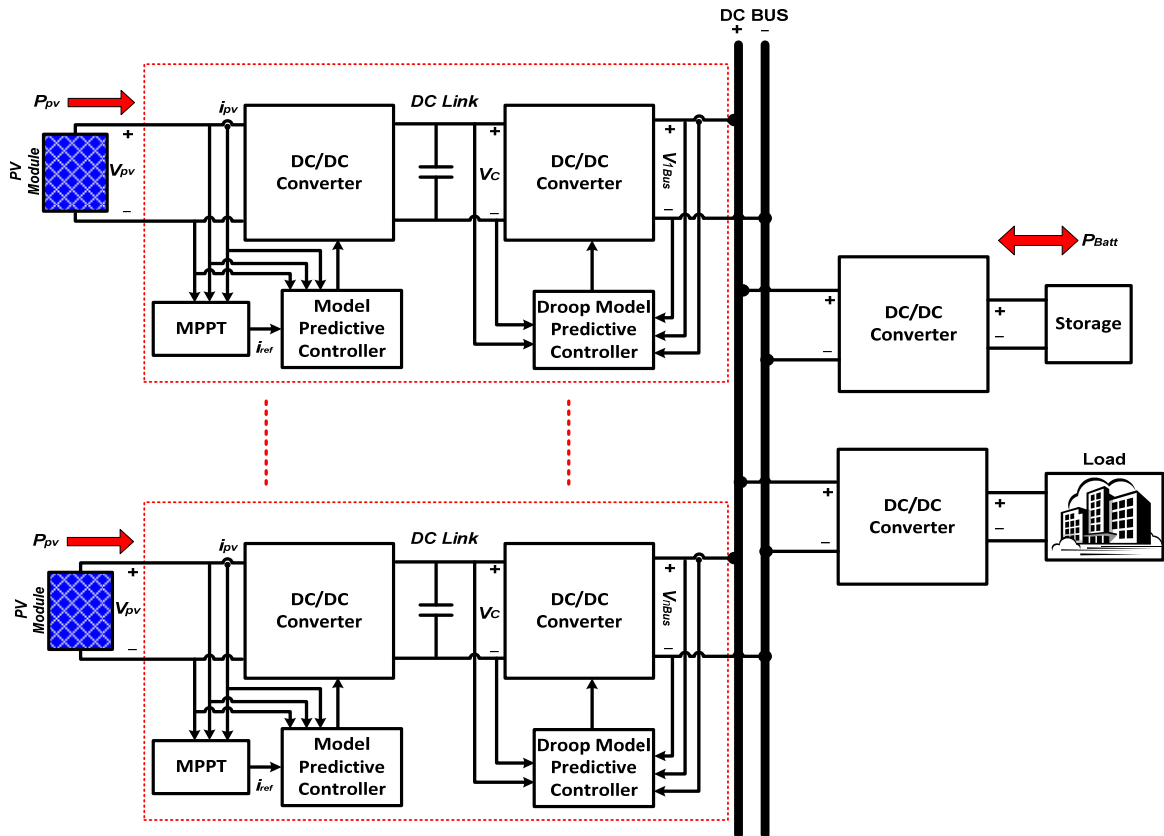 DC BUS
+ −
Ppv
ipv
DC Link
PV Module
+
Vpv
−
DC/DC
Converter
+
VC
−
DC/DC
Converter
+
V1Bus
−
MPPT
iref
Model
Predictive
Controller
Droop Model
Predictive
Controller
PBatt
+
−
DC/DC
Converter
+
−
Storage
Load
+
−
DC/DC
Converter
+
−
Ppv
ipv
DC Link
PV Module
+
Vpv
−
DC/DC
Converter
+
VC
−
DC/DC
Converter
+
VnBus
−
MPPT
iref
Model
Predictive
Controller
Droop Model
Predictive
Controller